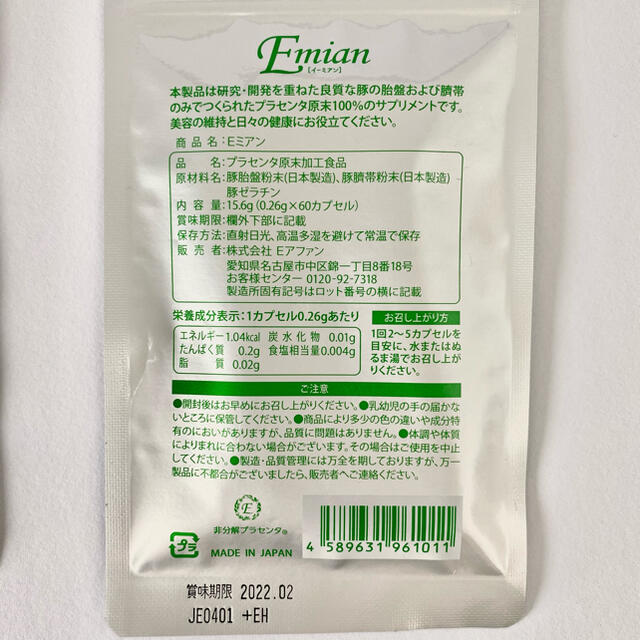 Emian
[イーミアン]
本製品は研究・開発を重ねた良質な豚の胎盤および臍帯
のみでつくられたプラセンタ原末100%のサプリメントです。
美容の維持と日々の健康にお役立てください。
商品名:Eミアン
品名:プラセンタ原末加工食品
原材料名:豚胎盤粉末(日本製造)、豚臍帯粉末(日本製造)
豚ゼラチン
内容量:15.6g(0.26g×60カプセル)
賞味期限:欄外下部に記載
保存方法:直射日光、高温多湿を避けて常温で保存
販売者:株式会社 Eアファン
愛知県名古屋市中区錦一丁目8番18号
お客様センター 0120-92-7318
製造所固有記号はロット番号の横に記載
栄養成分表示:1カプセル0.26gあたり
エネルギー 1.04kcal 炭水化物 0.01g
たんぱく質 0.2g 食塩相当量 0.004g
脂質 0.02g
お召し上がり方
1回2〜5カプセルを
目安に、水またはぬ
るま湯でお召し上が
りください。
ご注意
●開封後はお早めにお召し上がりください。●乳幼児の手の届かな
いところに保管してください。●商品により多少の色の違いや成分特
有のにおいがありますが、品質に問題はありません。●体調や体質
によりまれに合わない場合がございます。その場合はご使用を中止
してください。●製造・品質管理には万全を期しておりますが、万一
製品に不都合がございましたら、販売者へご連絡ください。
E
非分解プラセンタ®
プラ
MADE IN JAPAN
4 589631 961011
賞味期限 2022.02
JE0401 +EH